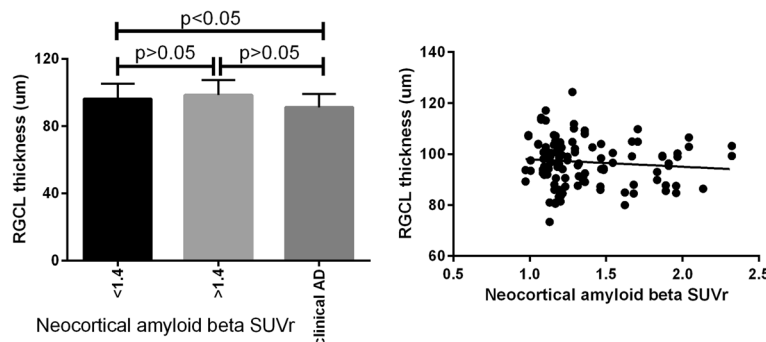 p<0.05
p>0.05 p>0.05
120
80
40
0
RGCL thickness (um)
<1.4
>1.4
clinical AD
Neocortical amyloid beta SUVr
140
120
100
80
60
RGCL thickness (um)
0.5 1.0 1.5 2.0 2.5
Neocortical amyloid beta SUVr